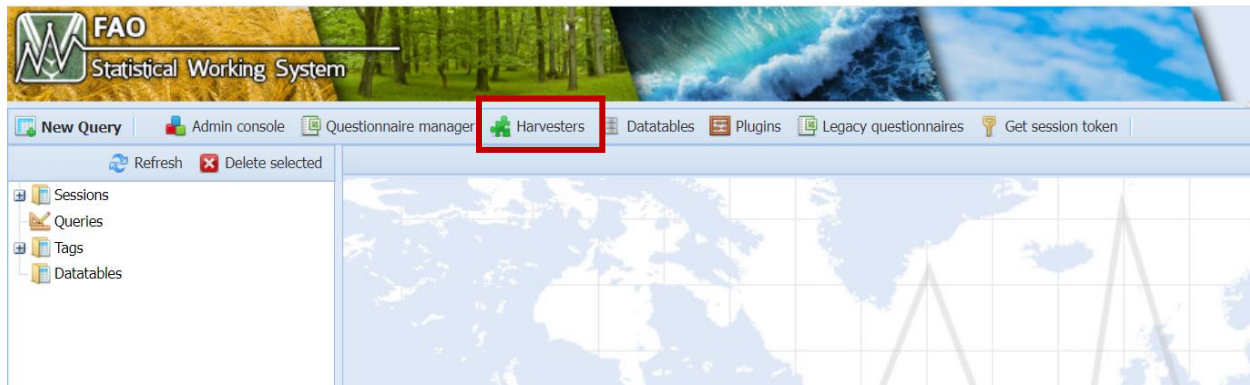 FAO
Statistical Working System
New Query Admin console Questionnaire manager Harvesters Datatables Plugins Legacy questionnaires Get session token
Refresh Delete selected
Sessions
Queries
Tags
Datatables